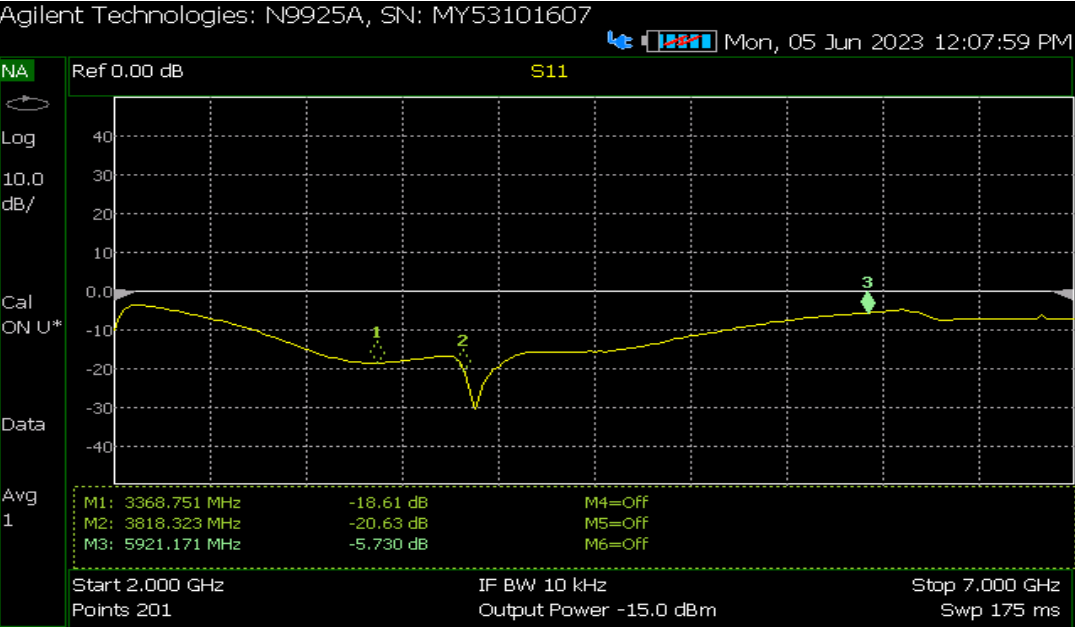 Agilent Technologies: N9925A, SN: MY53101607
Mon, 05 Jun 2023 12:07:59 PM
NA
Ref 0.00 dB
S11
Log
10.0
dB/
Cal
ON U*
Data
Avg
1
40
30
20
10
0.0
-10
-20
-30
-40
1
2
3
M1: 3368.751 MHz -18.61 dB M4=Off
M2: 3818.323 MHz -20.63 dB M5=Off
M3: 5921.171 MHz -5.730 dB M6=Off
Start 2.000 GHz IF BW 10 kHz Stop 7.000 GHz
Points 201 Output Power -15.0 dBm Swp 175 ms